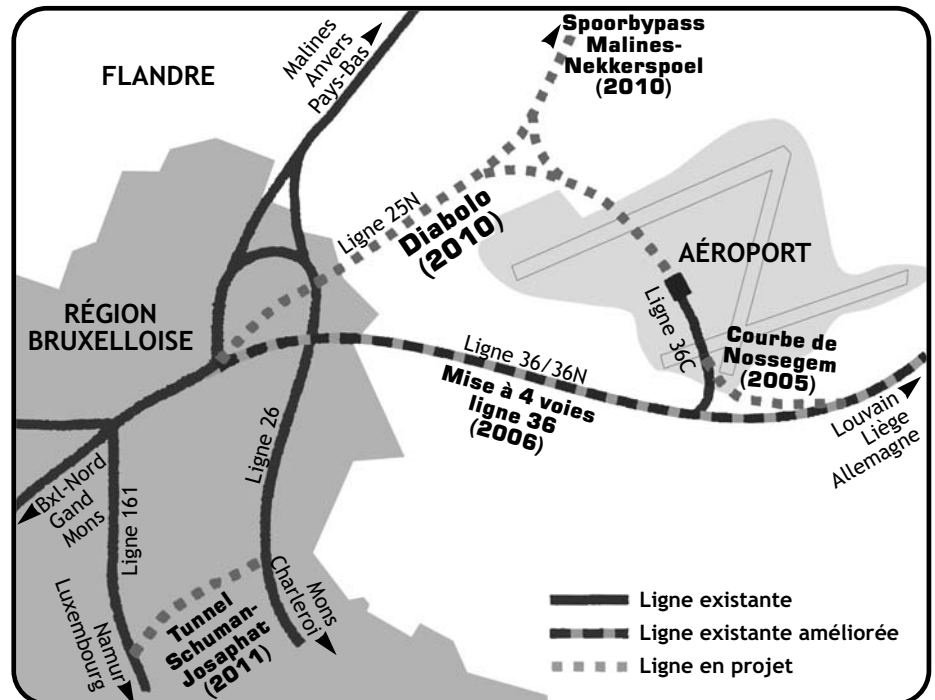 FLANDRE
Malines
Anvers
Pays-Bas
Spoorbypass
Malines-
Nekkerspoel
(2010)
Ligne 25N
Diabolo
(2010)
AÉROPORT
RÉGION
BRUXELLOISE
Ligne 36C
Courbe de
Nossegem
(2005)
Ligne 36/36N
Mise à 4 voies
ligne 36
(2006)
Louvain
Liège
Allemagne
Ligne 26
Bxl-Nord
Gand
Mons
Ligne 161
Namur
Luxembourg
Tunnel
Schuman-
Josaphat
(2011)
Mons
Charleroi
Ligne existante
Ligne existante améliorée
Ligne en projet